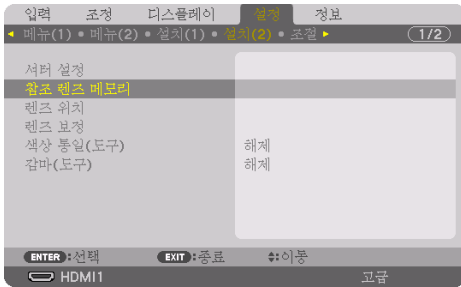 입력 조정 디스플레이 설정 정보
◂ 메뉴(1) ● 메뉴(2) ● 설치(1) ● 설치(2) ● 조절 ▸ 1/2
셔터 설정
참조 렌즈 메모리
렌즈 위치
렌즈 보정
색상 통일(도구) 해제
감마(도구) 해제
ENTER:선택 EXIT:종료 ♦:이동
HDMI1 고급